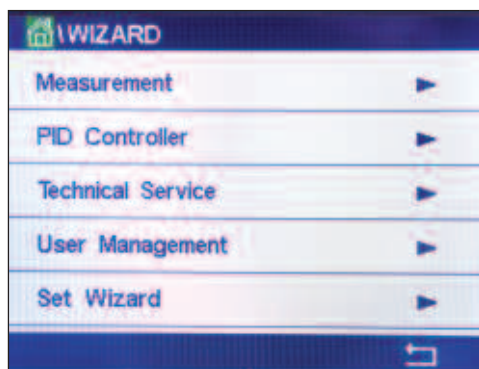 \WIZARD
Measurement
PID Controller
Technical Service
User Management
Set Wizard